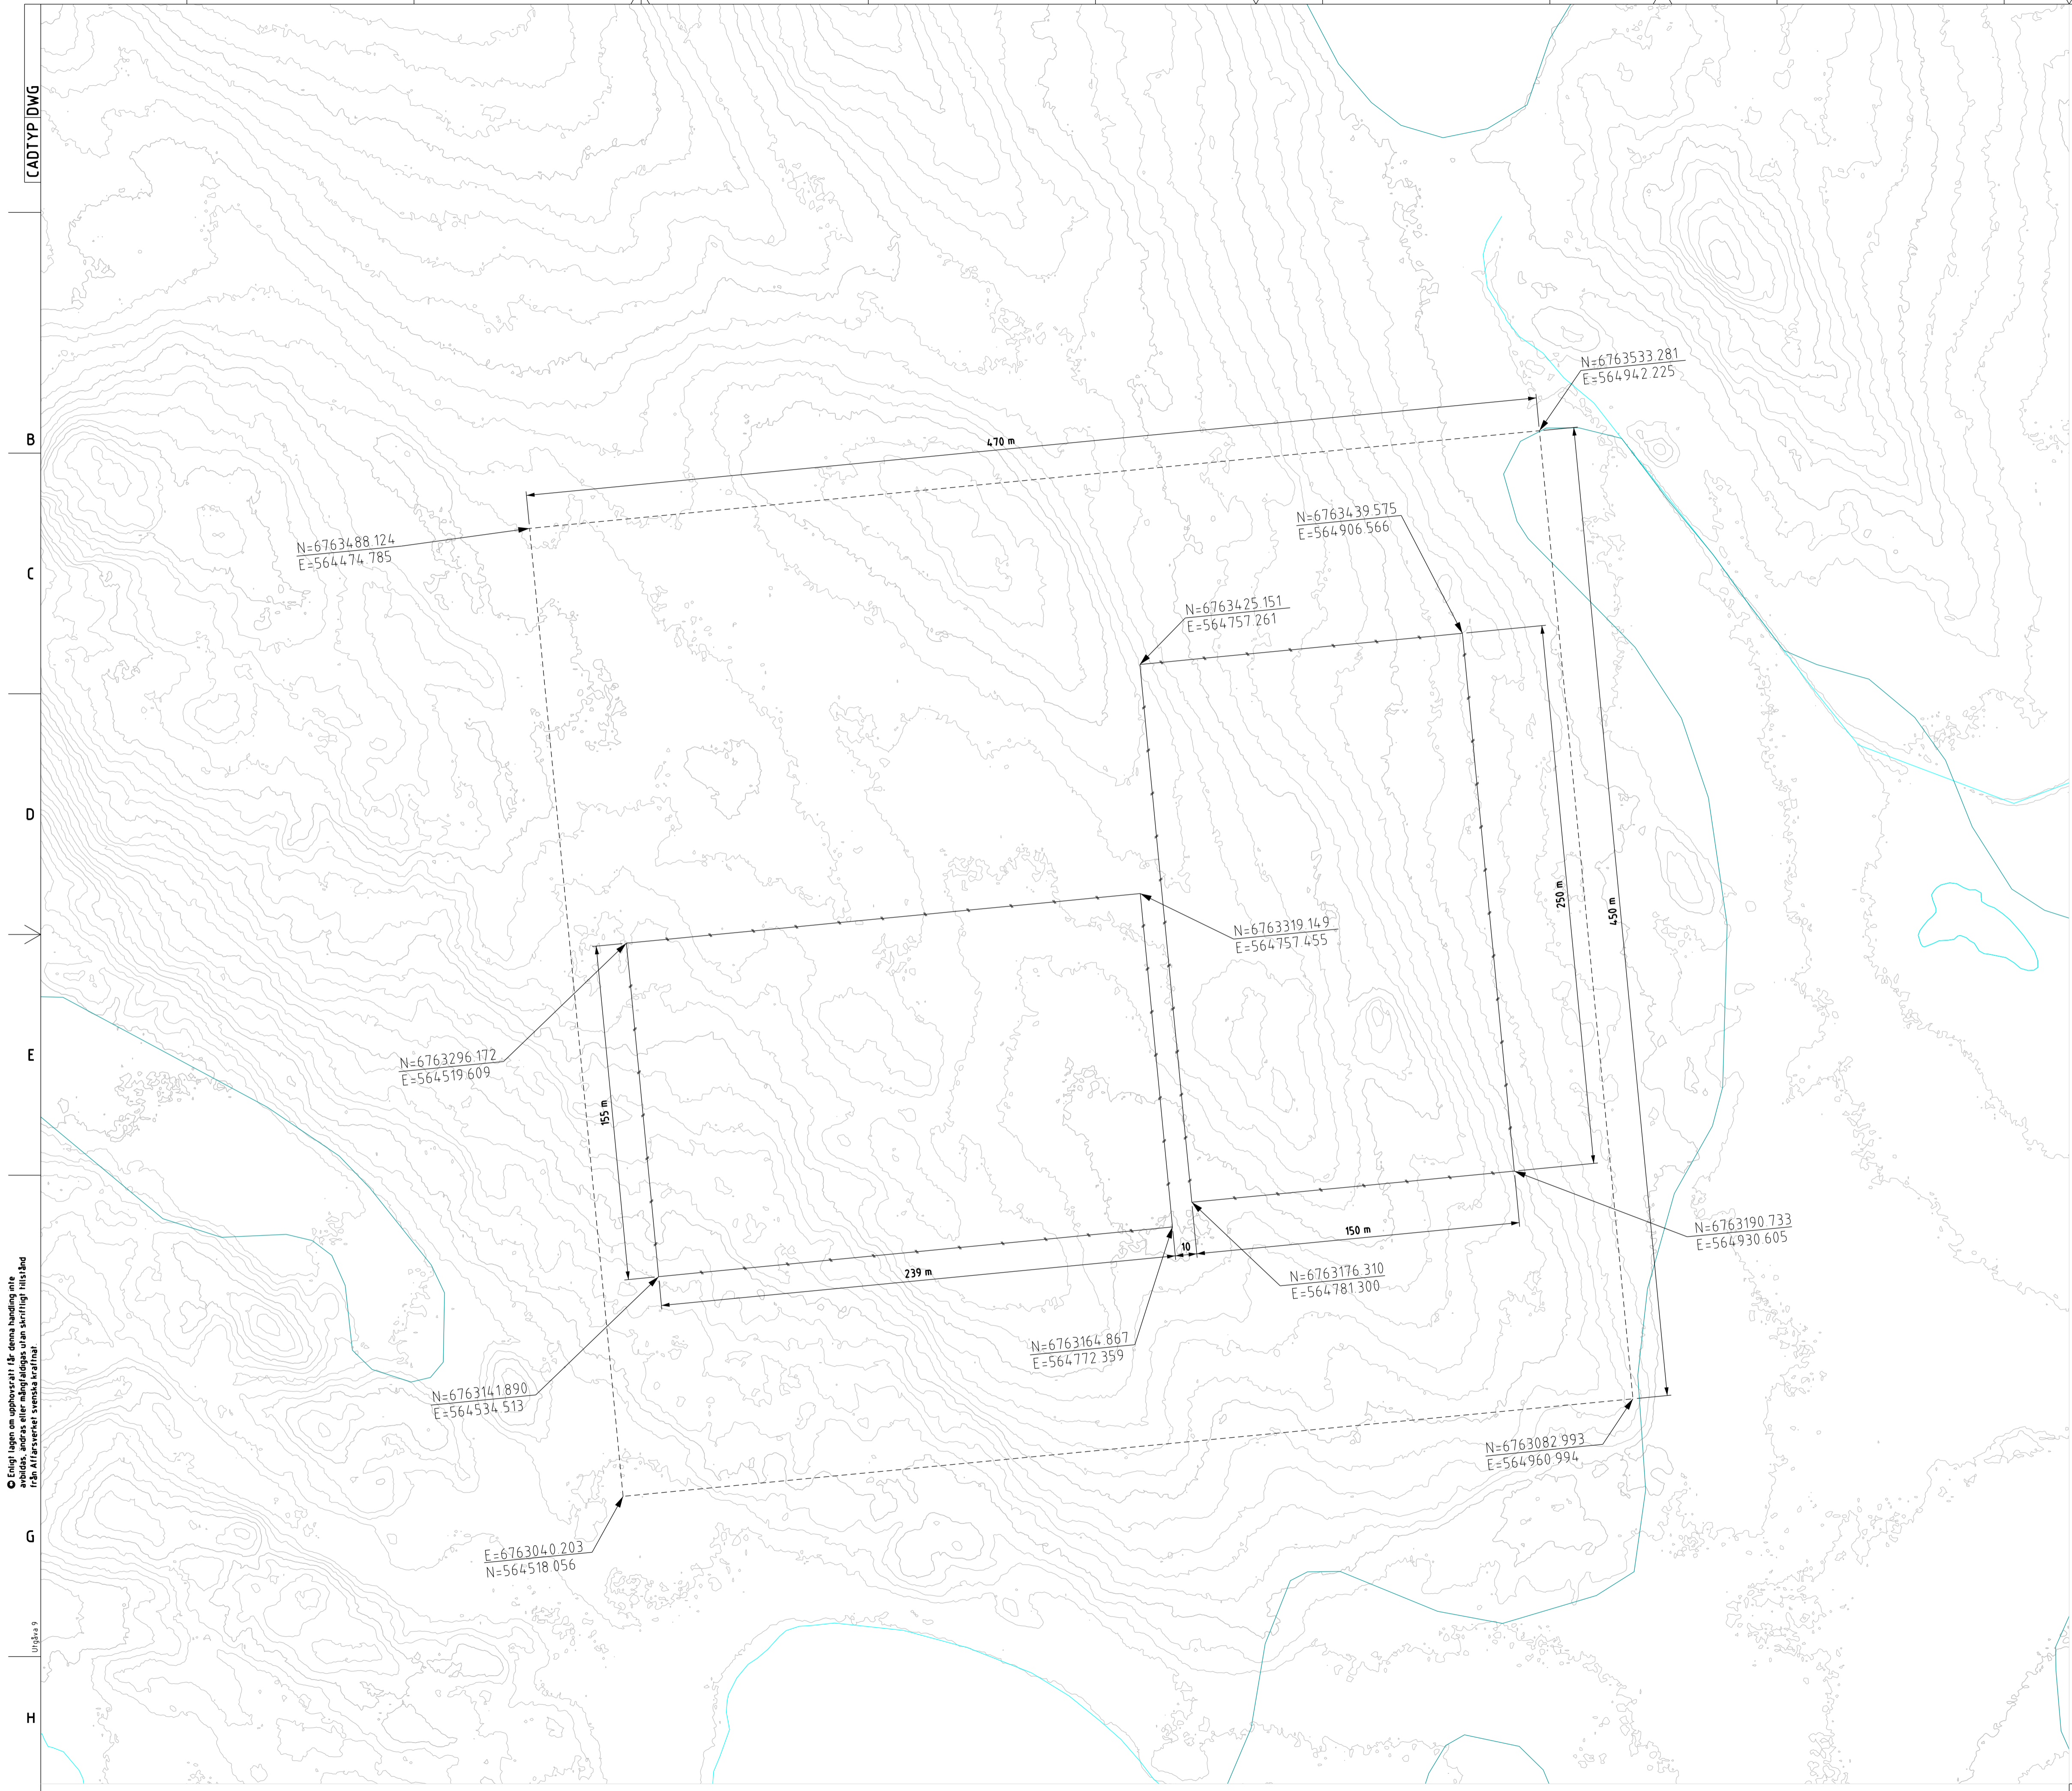 CADTYP DWG
B
N=6763533.281
E=564942.225
470 m
N=6763488.124
E=564474.785
N=6763439.575
E=564906.566
C
N=6763425.151
E=564757.261
D
250 m
450 m
N=6763319.149
E=564757.455
E
N=6763296.172
E=564519.609
155 m
N=6763190.733
E=564930.605
150 m
10
239 m
N=6763176.310
E=564781.300
N=6763164.867
E=564772.359
N=6763141.890
E=564534.513
N=6763082.993
E=564960.994
© Enligt lagen om upphovsrätt får denna handling inte
avbildas, ändras eller mångfaldigas utan skriftligt tillstånd
från Affärsverket svenska kraftnät.
G
E=6763040.203
N=564518.056
Utgåva 9
H